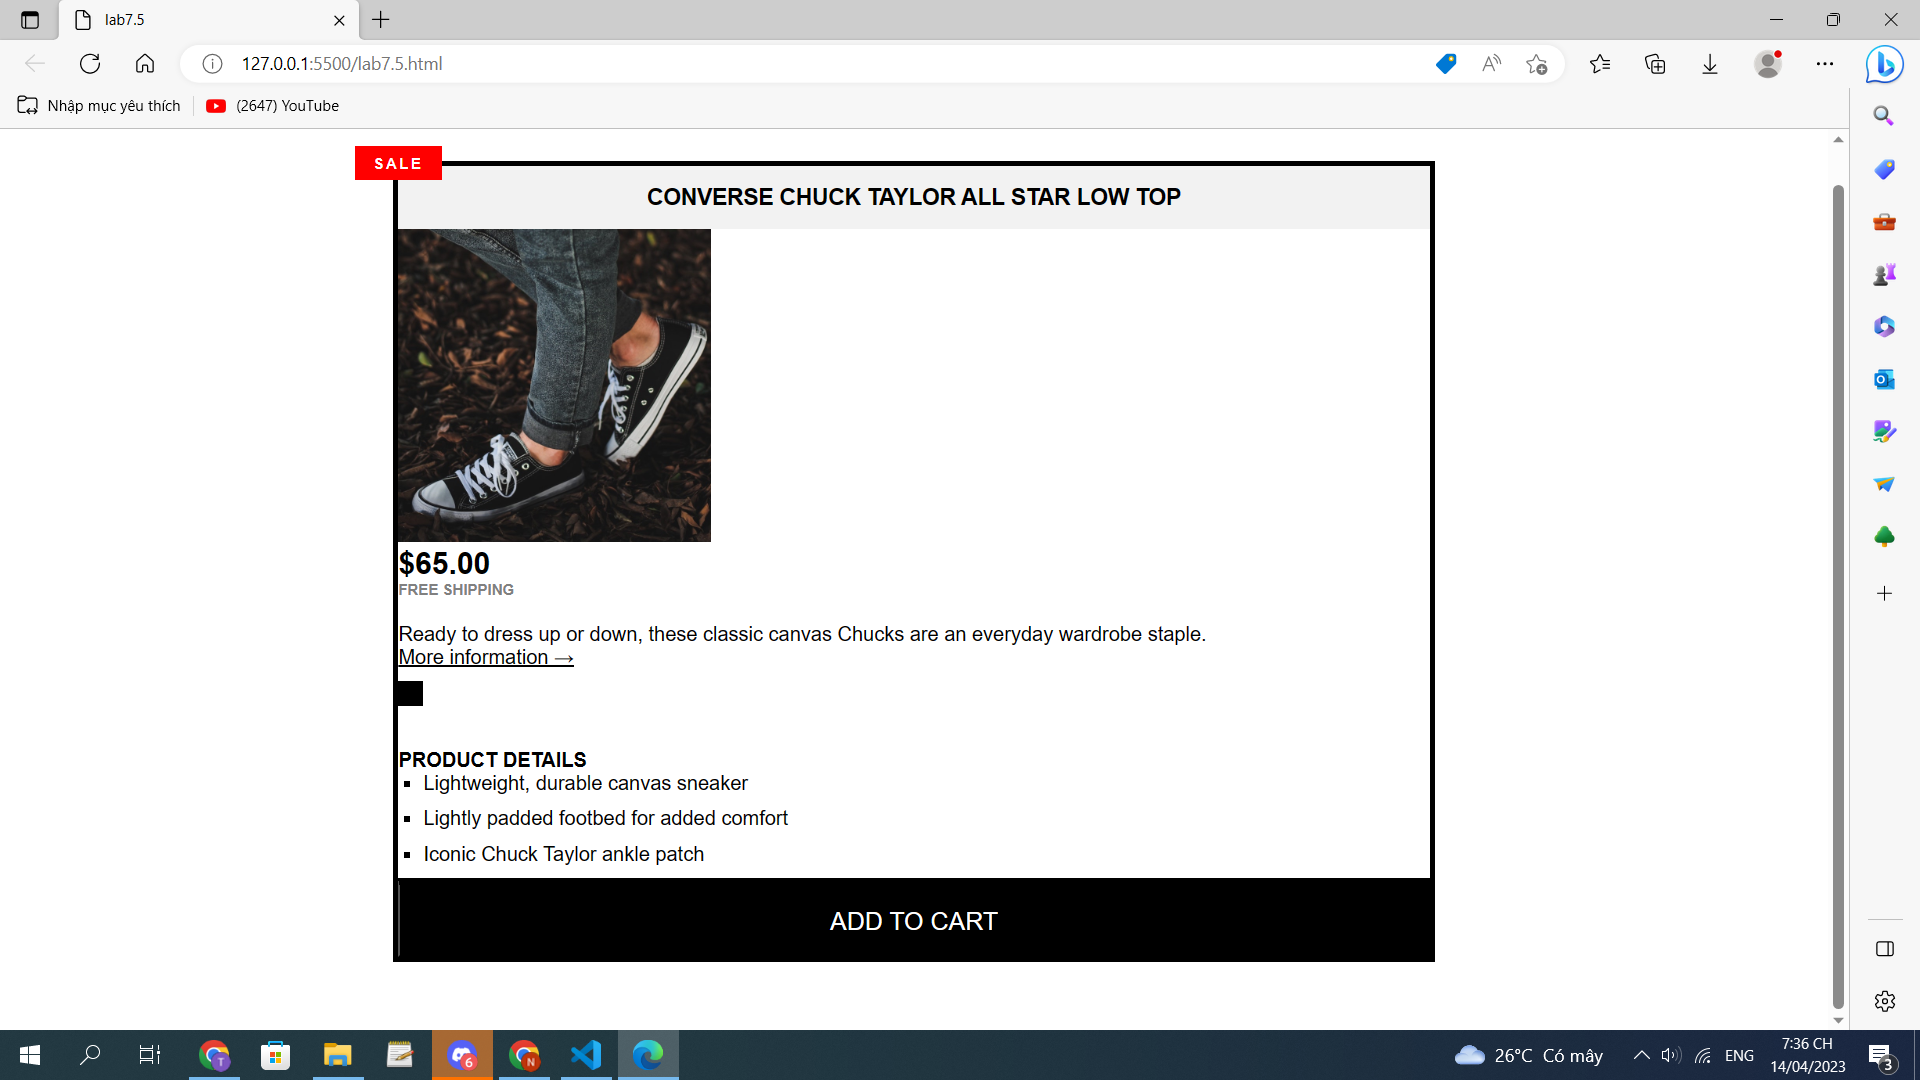 lab7.5
127.0.0.1:5500/lab7.5.html
Nhập mục yêu thích
(2647) YouTube
SALE
CONVERSE CHUCK TAYLOR ALL STAR LOW TOP
$65.00
FREE SHIPPING
Ready to dress up or down, these classic canvas Chucks are an everyday wardrobe staple.
More information →
PRODUCT DETAILS
Lightweight, durable canvas sneaker
Lightly padded footbed for added comfort
Iconic Chuck Taylor ankle patch
ADD TO CART
T
6
N
26°C Có mây
ENG
7:36 CH
14/04/2023
3